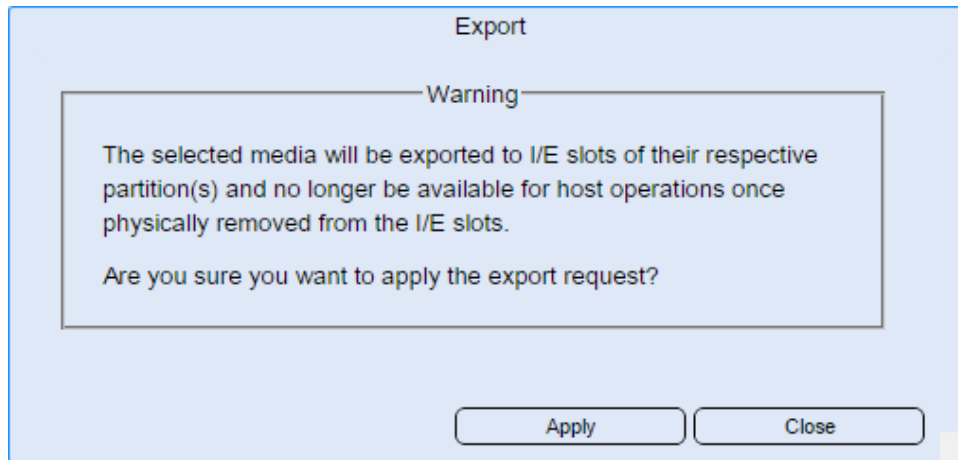 Export
Warning
The selected media will be exported to I/E slots of their respective
partition(s) and no longer be available for host operations once
physically removed from the I/E slots.
Are you sure you want to apply the export request?
Apply
Close